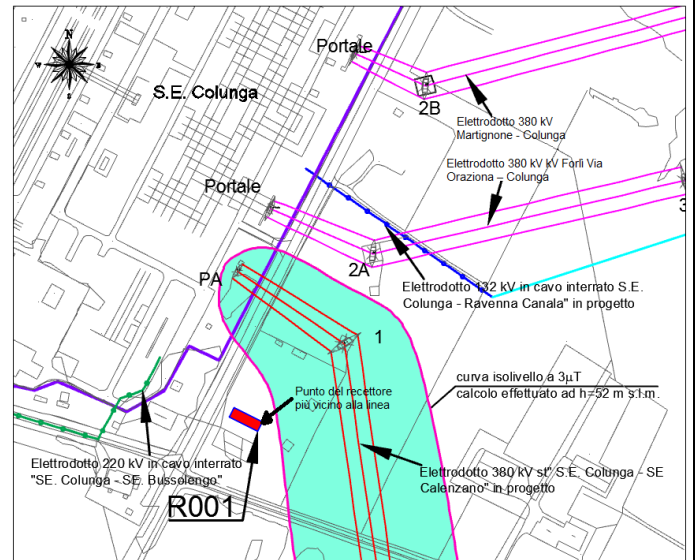 N
W
E
S
Portale
S.E. Colunga
2B
Elettrodotto 380 kV
Martignone - Colunga
Elettrodotto 380 kV kV Forlì Via
Oraziona - Colunga
Portale
3
2A
PA
Elettrodotto 132 kV in cavo interrato S.E.
Colunga - Ravenna Canala" in progetto
1
curva isolivello a 3µT
calcolo effettuato ad h=52 m s.l.m.
Punto del recettore
più vicino alla linea
Elettrodotto 220 kV in cavo interrato
"SE. Colunga - SE. Bussolengo"
Elettrodotto 380 kV st" S.E. Colunga - SE
Calenzano" in progetto
R001